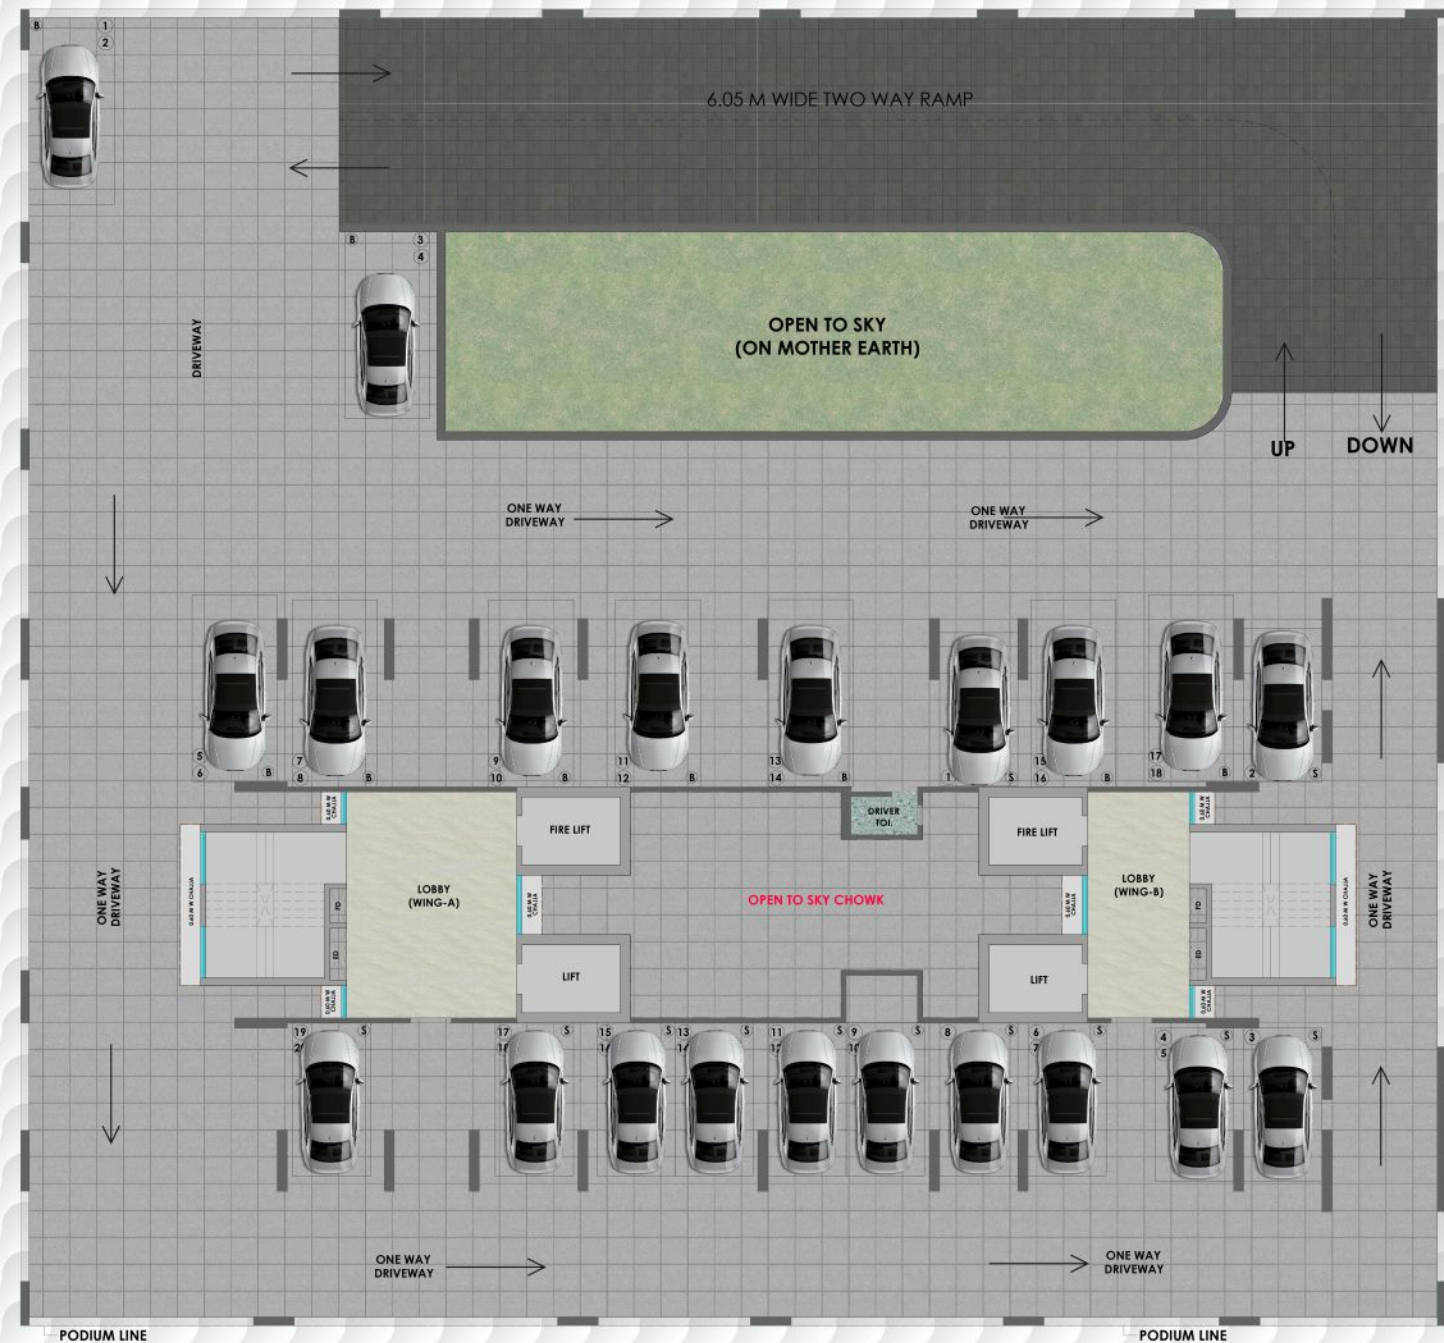 B 1
2
6.05 M WIDE TWO WAY RAMP
B 3
4
DRIVEWAY
OPEN TO SKY
(ON MOTHER EARTH)
UP DOWN
ONE WAY
DRIVEWAY
ONE WAY
DRIVEWAY
5
6 B
7
8 B
9
10 B
11
12 B
13
14 B
1 S
15
16 B
17
18 B
2 S
FIRE LIFT
DRIVER
TOI.
FIRE LIFT
LOBBY
(WING-A)
LOBBY
(WING-B)
ONE WAY
DRIVEWAY
FD
ED
OPEN TO SKY CHOWK
FD
ED
ONE WAY
DRIVEWAY
LIFT
LIFT
19 S
17 S
15 S
13 S
11 S
9 S
8 S
6 S
4 S
5
3 S
ONE WAY
DRIVEWAY
ONE WAY
DRIVEWAY
PODIUM LINE
PODIUM LINE